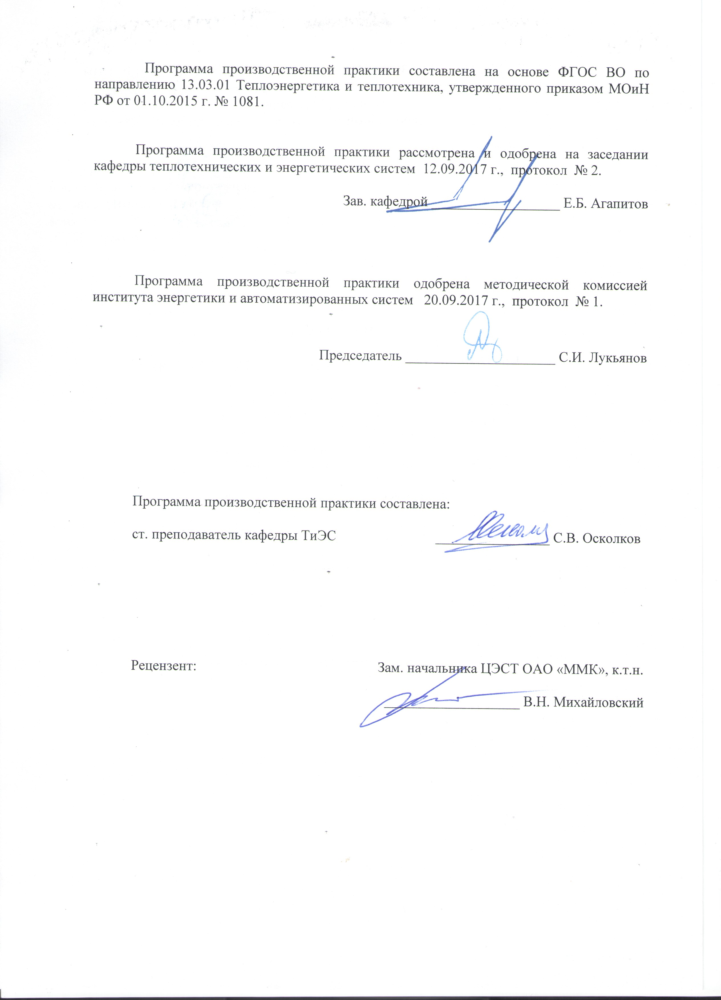 Программа производственной практики составлена на основе ФГОС ВО по
направлению 13.03.01 Теплоэнергетика и теплотехника, утвержденного приказом МОиН
РФ от 01.10.2015 г. № 1081.
Программа производственной практики рассмотрена и одобрена на заседании
кафедры теплотехнических и энергетических систем 12.09.2017 г., протокол № 2.
Зав. кафедрой Е.Б. Агапитов
Программа производственной практики одобрена методической комиссией
института энергетики и автоматизированных систем 20.09.2017 г., протокол № 1.
Председатель С.И. Лукьянов
Программа производственной практики составлена:
ст. преподаватель кафедры ТиЭС С.В. Осколков
Рецензент: Зам. начальника ЦЭСТ ОАО «ММК», к.т.н.
В.Н. Михайловский